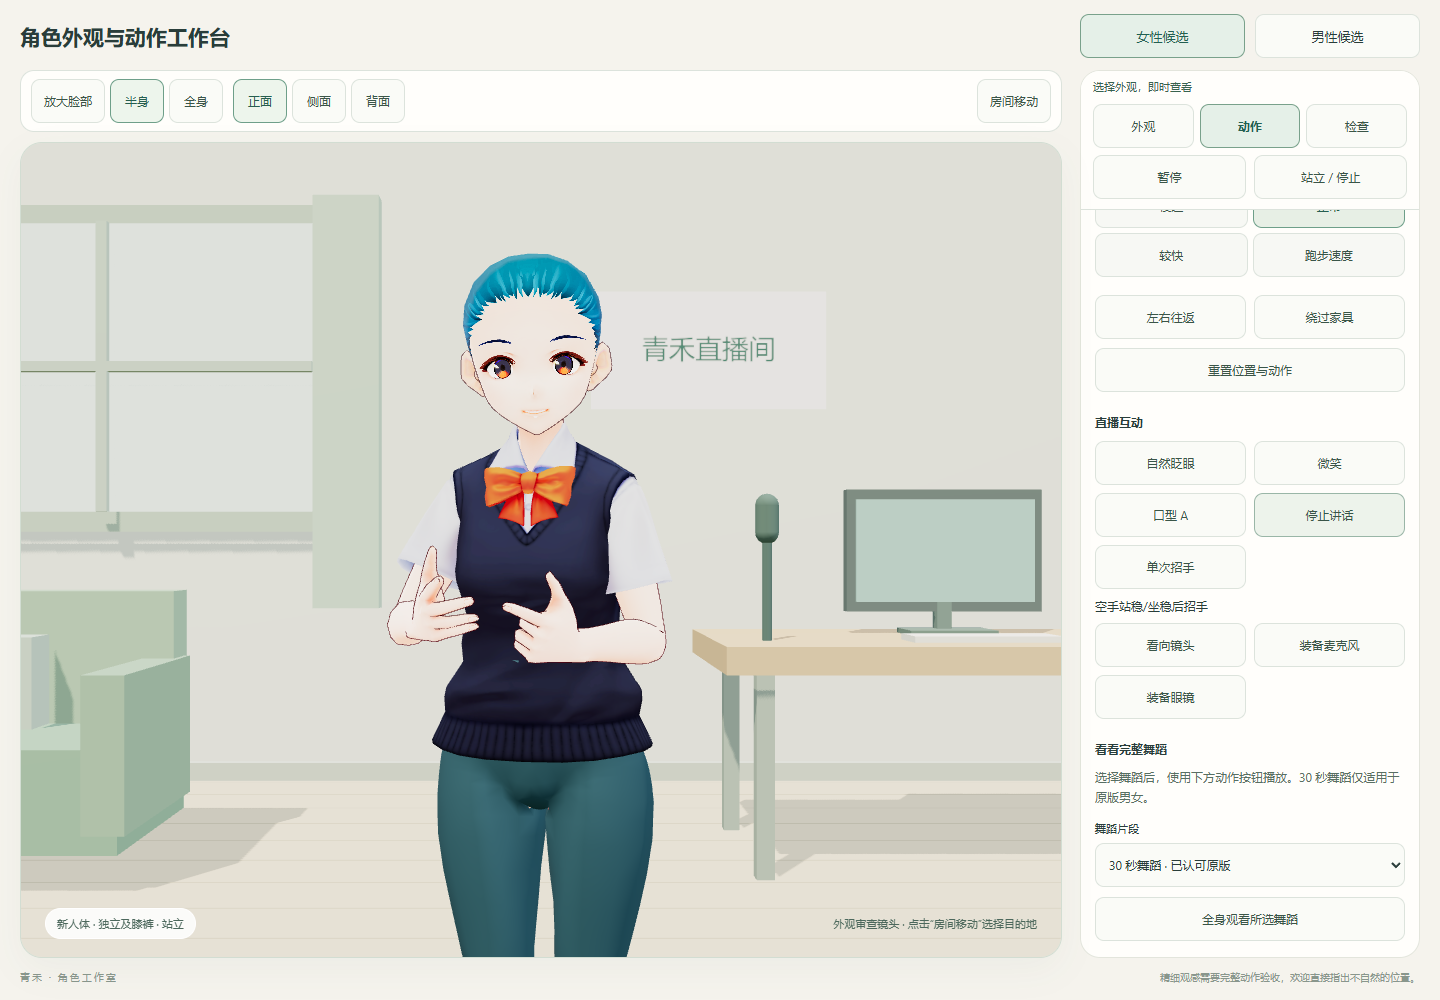 角色外观与动作工作台
女性候选
男性候选
放大脸部
半身
全身
正面
侧面
背面
房间移动
选择外观，即时查看
外观
动作
检查
暂停
站立 / 停止
较快
跑步速度
左右往返
绕过家具
重置位置与动作
直播互动
自然眨眼
微笑
口型 A
停止讲话
单次招手
空手站稳/坐稳后招手
看向镜头
装备麦克风
装备眼镜
看看完整舞蹈
选择舞蹈后，使用下方动作按钮播放。30 秒舞蹈仅适用于
原版男女。
舞蹈片段
30 秒舞蹈 · 已认可原版
全身观看所选舞蹈
青禾直播间
新人体 · 独立及膝裤 · 站立
外观审查镜头 · 点击“房间移动”选择目的地
青禾 · 角色工作室
精细观感需要完整动作验收，欢迎直接指出不自然的位置。